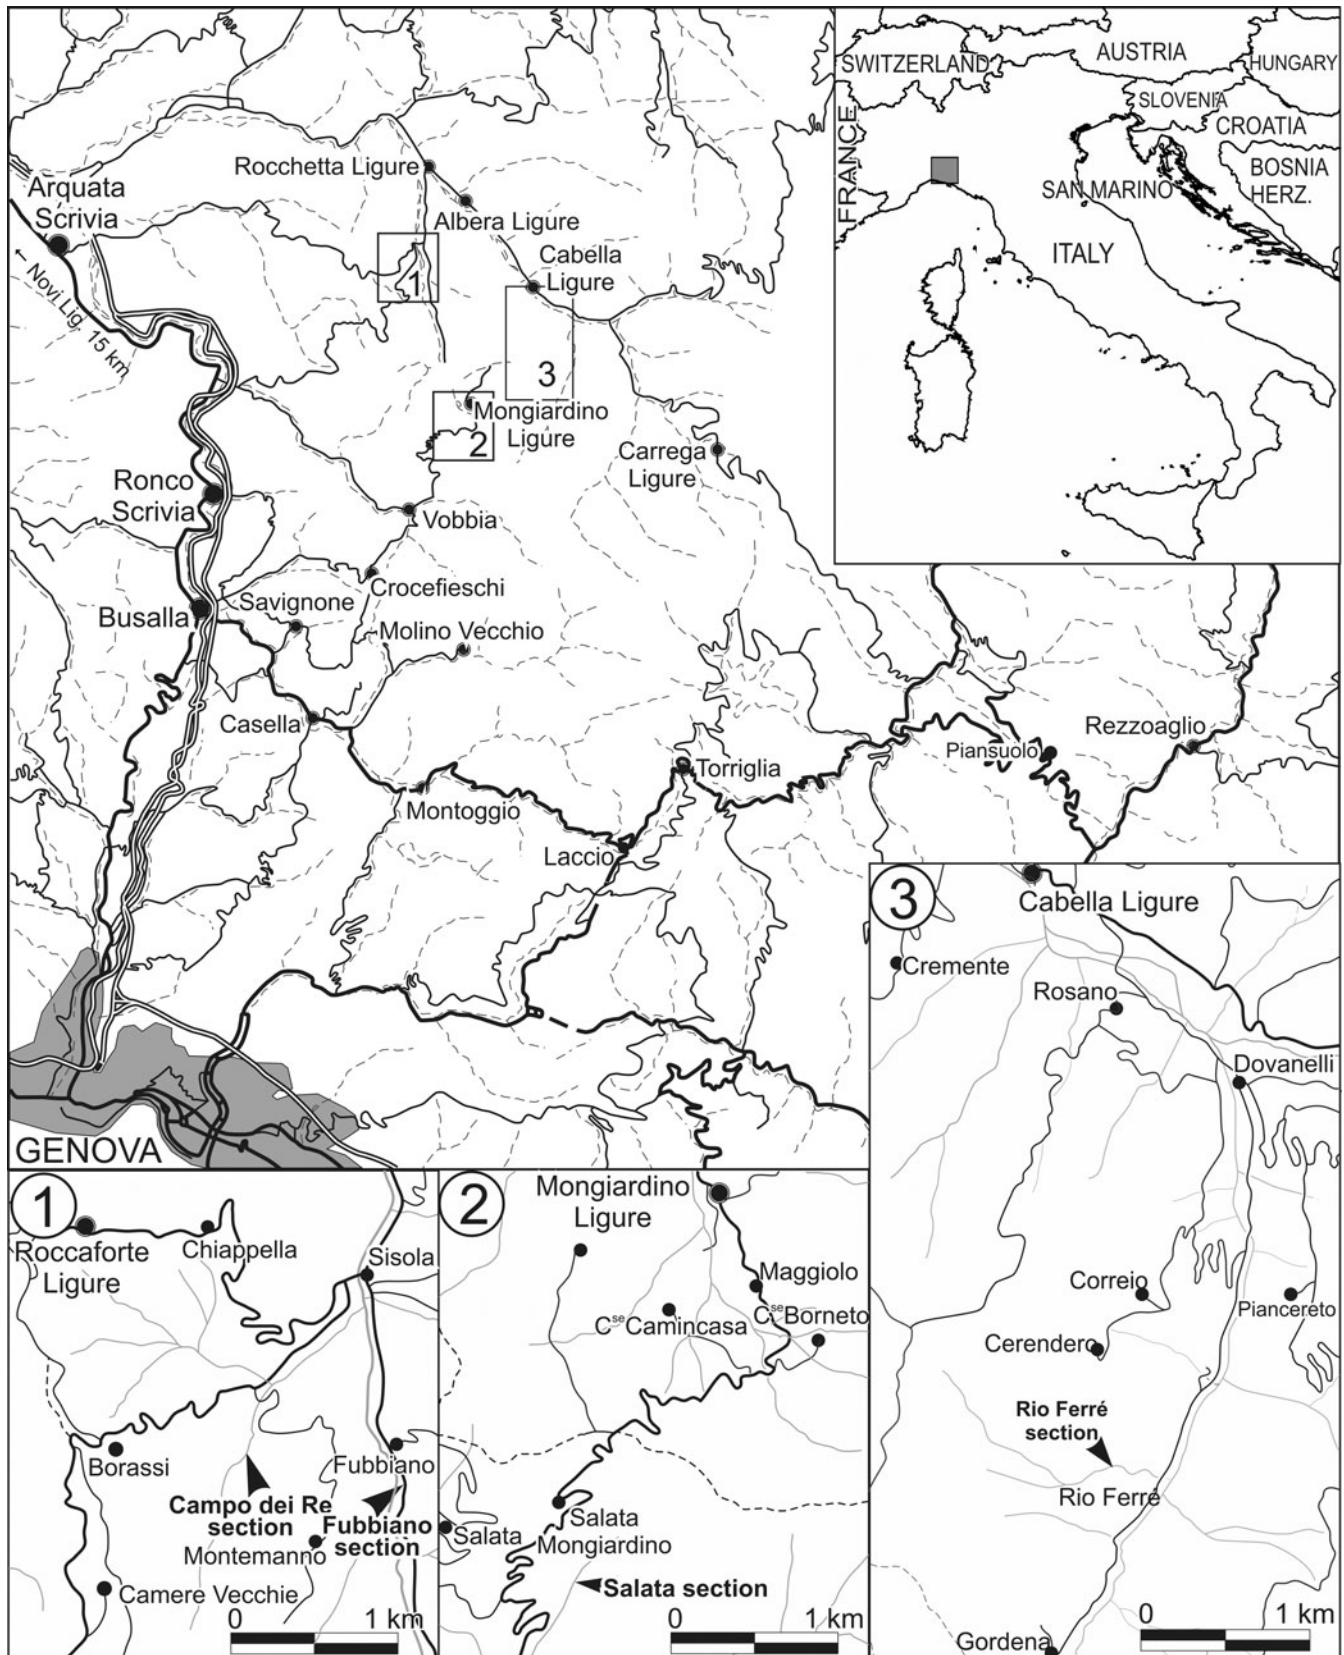 Rocchetta Ligure
Arquata
Scrivia
Albera Ligure
Cabella
Ligure
← Novi Lig. 15 km
1
3
Mongiardino
Ligure
2
Carrega
Ligure
Ronco
Scrivia
Vobbia
Crocefieschi
Savignone
Busalla
Molino Vecchio
Casella
Rezzoaglio
Piansuolo
Torriglia
Montoggio
Laccio
GENOVA
SWITZERLAND
AUSTRIA
HUNGARY
SLOVENIA
CROATIA
FRANCE
BOSNIA
HERZ.
SAN MARINO
ITALY
1
Roccaforte
Ligure
Chiappella
Sisola
Borassi
Fubbiano
Campo dei Re
section
Fubbiano
section
Montemanno
Camere Vecchie
0 1 km
2
Mongiardino
Ligure
Maggiolo
Cse Camincasa
Cse Borneto
Salata
Salata
Mongiardino
Salata section
0 1 km
3
Cabella Ligure
Cremente
Rosano
Dovanelli
Correio
Piancereto
Cerendero
Rio Ferré
section
Rio Ferré
Gordena
0 1 km